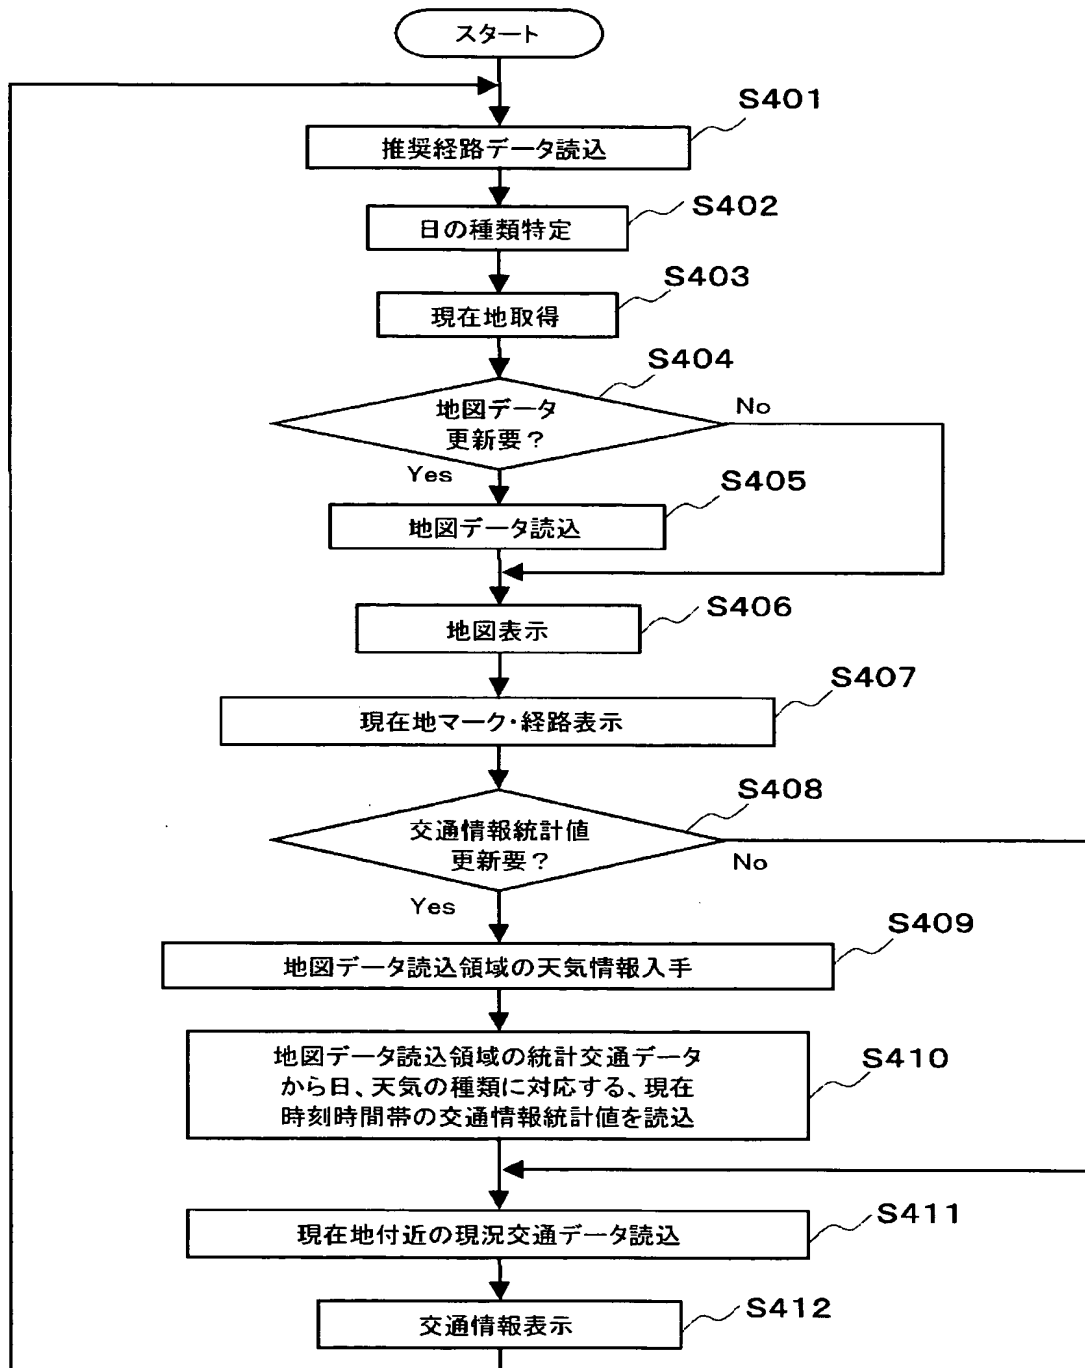 スタート
S401
推奨経路データ読込
S402
日の種類特定
S403
現在地取得
S404
地図データ
更新要？
No
Yes
S405
地図データ読込
S406
地図表示
S407
現在地マーク・経路表示
S408
交通情報統計値
更新要？
No
Yes
S409
地図データ読込領域の天気情報入手
S410
地図データ読込領域の統計交通データ
から日、天気の種類に対応する、現在
時刻時間帯の交通情報統計値を読込
S411
現在地付近の現況交通データ読込
S412
交通情報表示